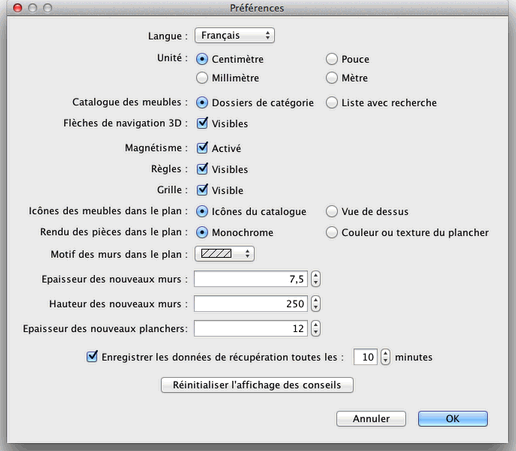 Préférences
Langue : Français
Unité : Centimètre Pouce
Millimètre Mètre
Catalogue des meubles : Dossiers de catégorie Liste avec recherche
Flèches de navigation 3D : Visibles
Magnétisme : Activé
Règles : Visibles
Grille : Visible
Icônes des meubles dans le plan : Icônes du catalogue Vue de dessus
Rendu des pièces dans le plan : Monochrome Couleur ou texture du plancher
Motif des murs dans le plan :
Epaisseur des nouveaux murs : 7,5
Hauteur des nouveaux murs : 250
Epaisseur des nouveaux planchers: 12
Enregistrer les données de récupération toutes les : 10 minutes
Réinitialiser l'affichage des conseils
Annuler OK